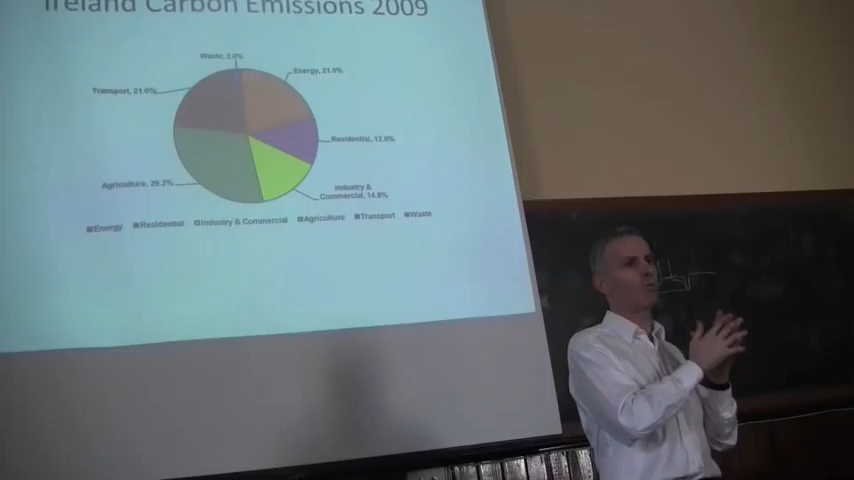 Ireland Carbon Emissions 2009
Waste, 2.0%
Energy, 21.0%
Transport, 21.0%
Residential, 12.0%
Agriculture, 29.2%
Industry &
Commercial, 14.8%
Energy Residential Industry & Commercial Agriculture Transport Waste